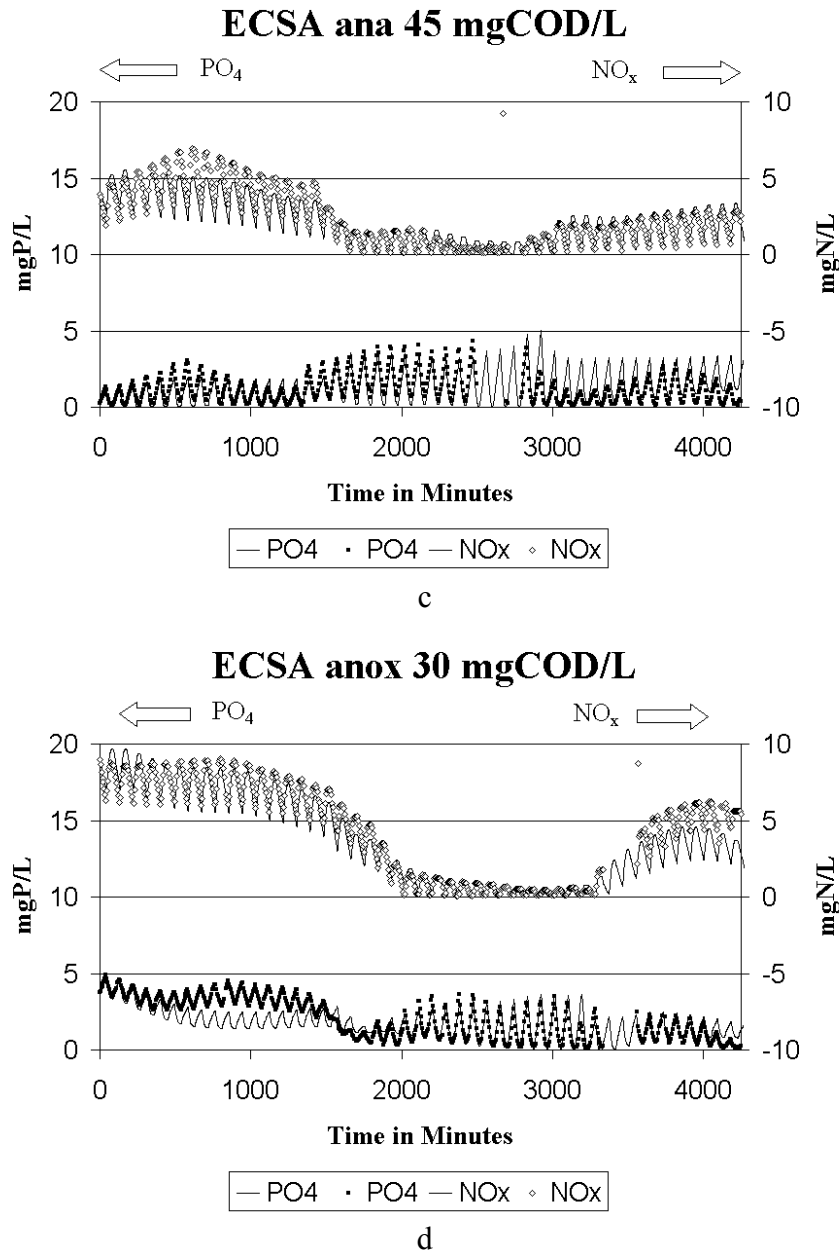 ECSA ana 45 mgCOD/L
PO4 NOx
20 10
15 5
10 0
5 -5
0 -10
mgP/L
mgN/L
0 1000 2000 3000 4000
Time in Minutes
PO4 PO4 NOx NOx
c
ECSA anox 30 mgCOD/L
PO4 NOx
20 10
15 5
10 0
5 -5
0 -10
mgP/L
mgN/L
0 1000 2000 3000 4000
Time in Minutes
PO4 PO4 NOx NOx
d